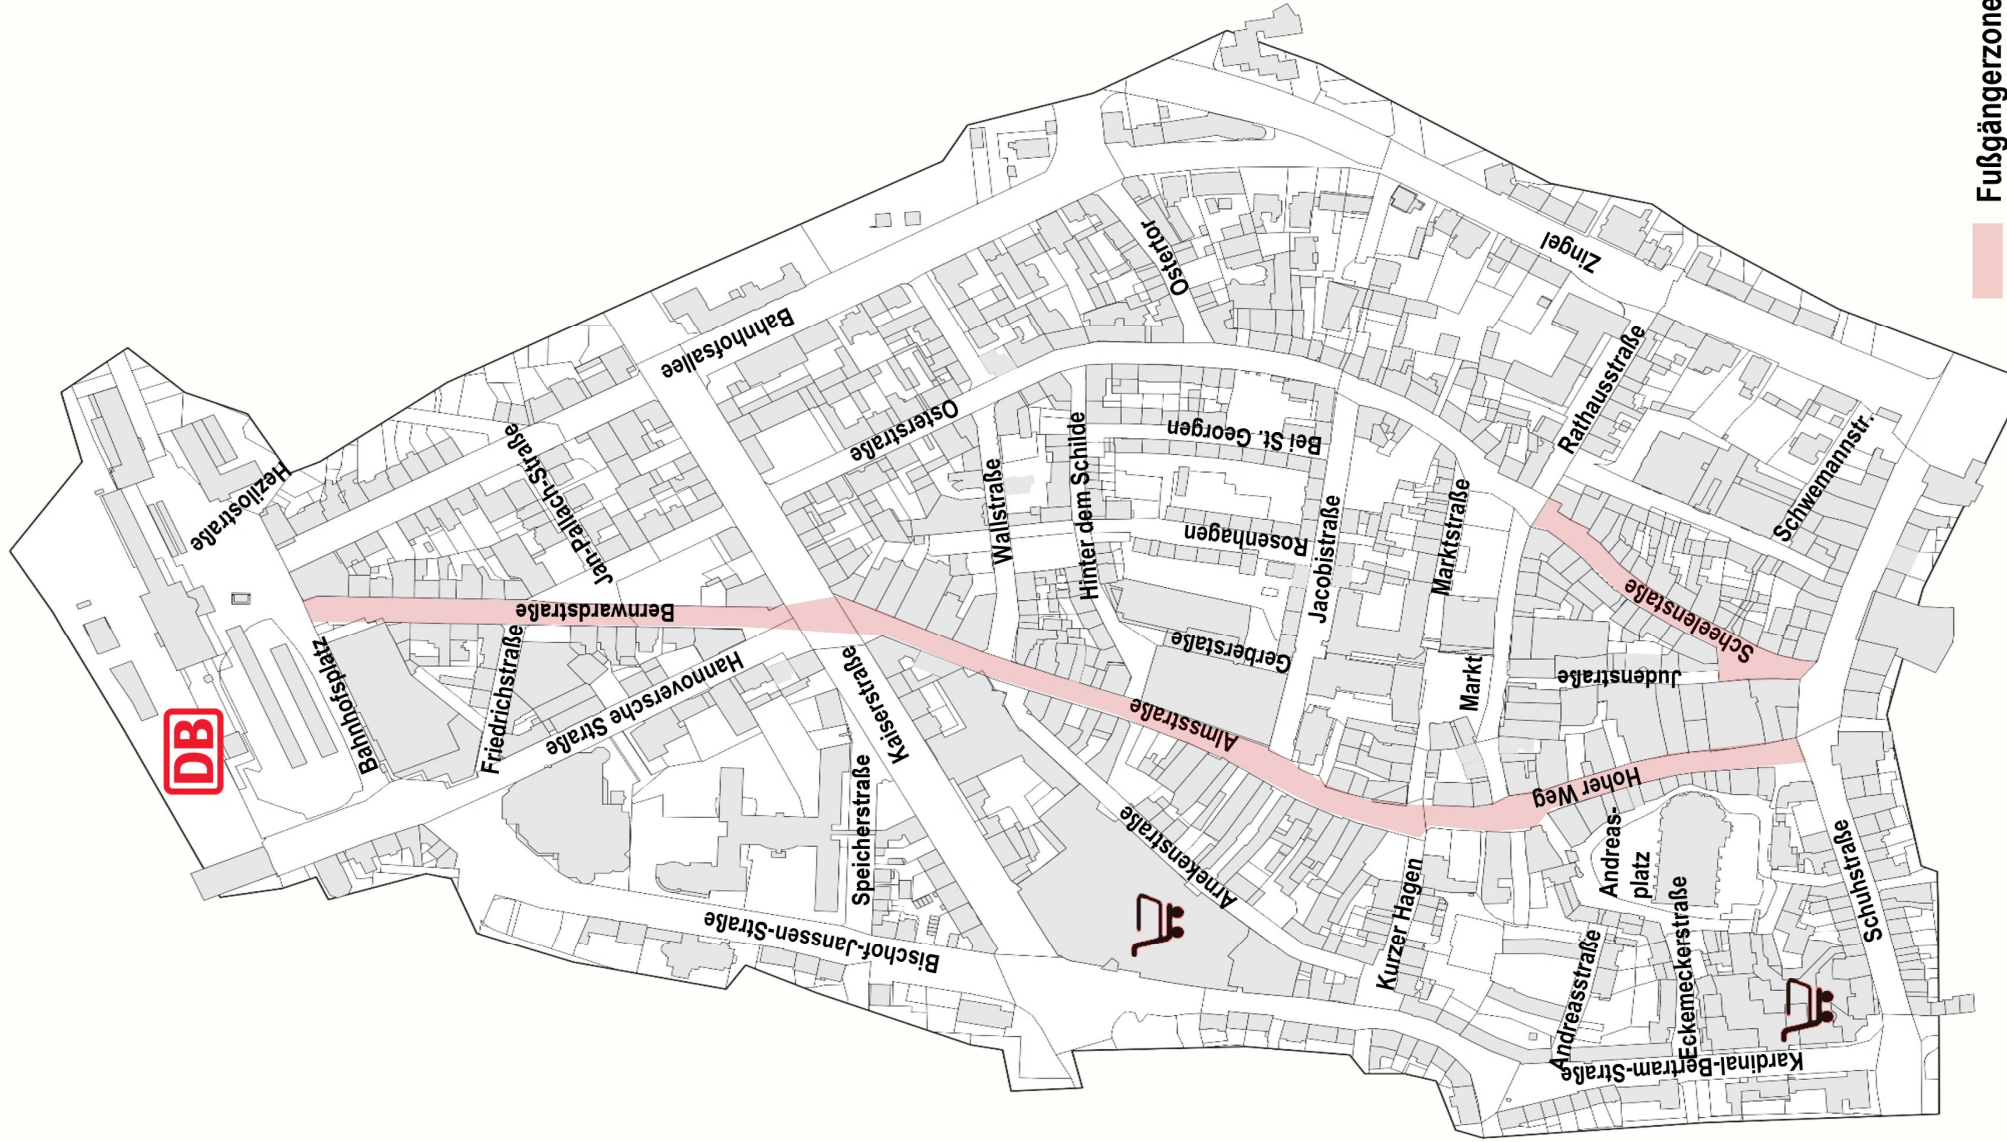 DB
Hezilostraße
Bahnhofsplatz
Bernwardstraße
Jan-Pallach-Straße
Friedrichstraße
Hannoversche Straße
Bahnhofsallee
Kaiserstraße
Speicherstraße
Bischof-Janssen-Straße
Osterstraße
Wallstraße
Hinter dem Schilde
Ostertor
Bei St. Georgen
Rosenhagen
Gerberstaße
Almsstraße
Arnekenstraße
Jacobistraße
Marktstraße
Markt
Kurzer Hagen
Zingel
Rathausstraße
Scheelenstaße
Judenstraße
Hoher Weg
Andreas-
platz
Andreasstraße
Eckemeckerstraße
Kardinal-Bertram-Straße
Schuhstraße
Schwemannstr.
Fußgängerzone